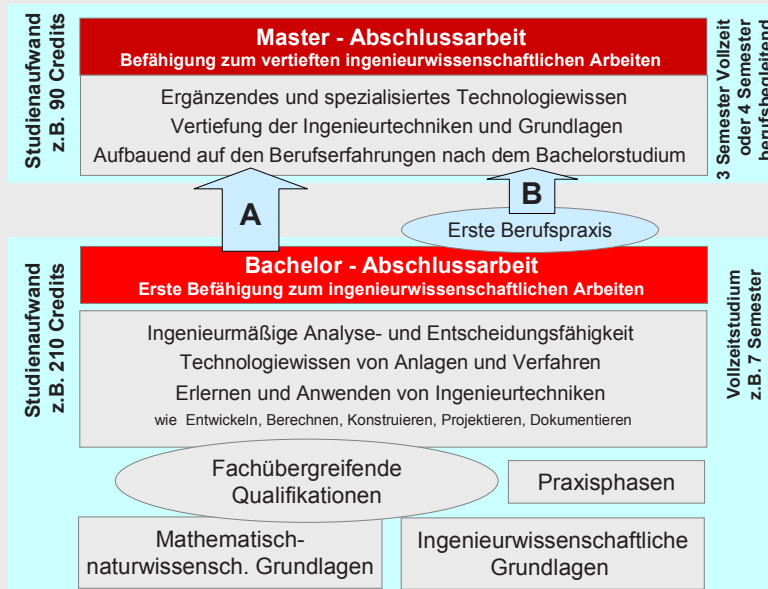 Studienaufwand
z.B. 90 Credits
Master - Abschlussarbeit
Befähigung zum vertieften ingenieurwissenschaftlichen Arbeiten
Ergänzendes und spezialisiertes Technologiewissen
Vertiefung der Ingenieurtechniken und Grundlagen
Aufbauend auf den Berufserfahrungen nach dem Bachelorstudium
3 Semester Vollzeit
oder 4 Semester
berufsbegleitend
A
B
Erste Berufspraxis
Studienaufwand
z.B. 210 Credits
Bachelor - Abschlussarbeit
Erste Befähigung zum ingenieurwissenschaftlichen Arbeiten
Ingenieurmäßige Analyse- und Entscheidungsfähigkeit
Technologiewissen von Anlagen und Verfahren
Erlernen und Anwenden von Ingenieurtechniken
wie Entwickeln, Berechnen, Konstruieren, Projektieren, Dokumentieren
Vollzeitstudium
z.B. 7 Semester
Fachübergreifende
Qualifikationen
Praxisphasen
Mathematisch-
naturwissensch. Grundlagen
Ingenieurwissenschaftliche
Grundlagen